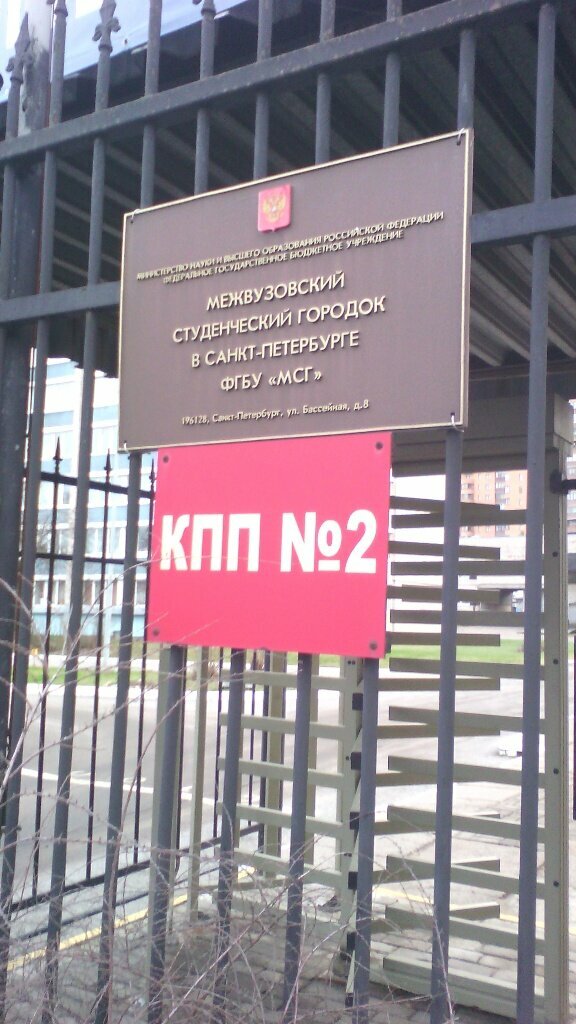 МИНИСТЕРСТВО НАУКИ И ВЫСШЕГО ОБРАЗОВАНИЯ РОССИЙСКОЙ ФЕДЕРАЦИИ
ФЕДЕРАЛЬНОЕ ГОСУДАРСТВЕННОЕ БЮДЖЕТНОЕ УЧРЕЖДЕНИЕ
МЕЖВУЗОВСКИЙ
СТУДЕНЧЕСКИЙ ГОРОДОК
В САНКТ-ПЕТЕРБУРГЕ
ФГБУ «МСГ»
196128, Санкт-Петербург, ул. Бассейная, д.8
КПП №2